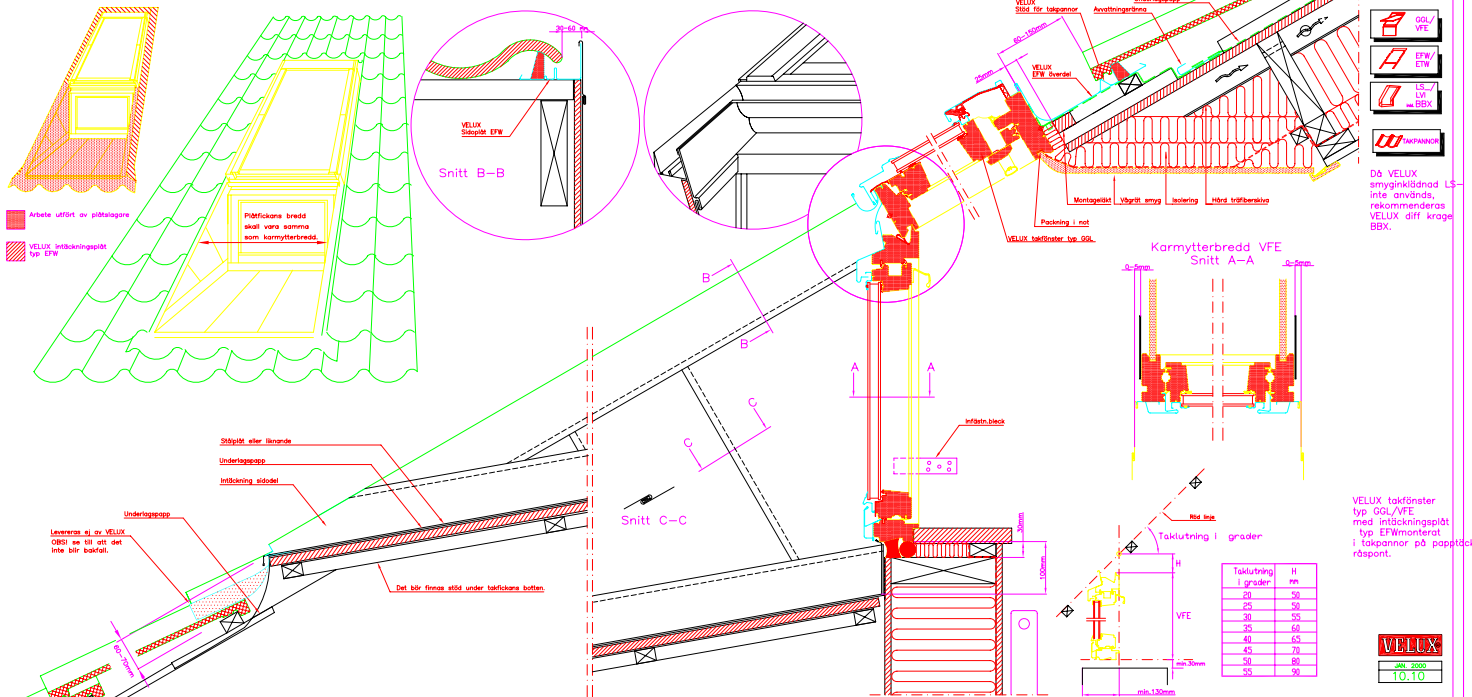 Arbete utfört av plåtslagare
VELUX intäckningsplåt
typ EFW
Plåtfickans bredd
skall vara samma
som karmytterbredd.
30-60 mm
VELUX
Sidoplåt EFW
Snitt B-B
VELUX
Stöd för takpannor
Avvattningsränna
60-150mm
25mm
VELUX
EFW överdel
Montagelåkt
Vågrät smyg
Isolering
Hård träfiberskiva
Packning i not
VELUX takfönster typ GGL
GGL/
VFE
EFW/
ETW
LS_/
LVI
BBX
TAKPANNOR
Då VELUX
smyginklädnad LS-
inte används,
rekommenderas
VELUX diff krage
BBX.
Karmytterbredd VFE
Snitt A-A
0-5mm
0-5mm
B
B
A
A
C
C
Infästn.bleck
Stålplåt eller liknande
Underlagspapp
Intäckning sidodel
Underlagspapp
Levereras ej av VELUX
OBS! se till att det
inte blir bakfall.
Snitt C-C
Det bör finnas stöd under takfickans botten.
60-70mm
30mm
100mm
Röd linje
Taklutning i grader
H
VFE
min.30mm
min.130mm
Taklutning H
i grader mm
20 50
25 50
30 55
35 60
40 65
45 70
50 80
55 90
VELUX takfönster
typ GGL/VFE
med intäckningsplåt
typ EFWmonterat
i takpannor på papptäck
råspont.
VELUX
JAN. 2000
10.10